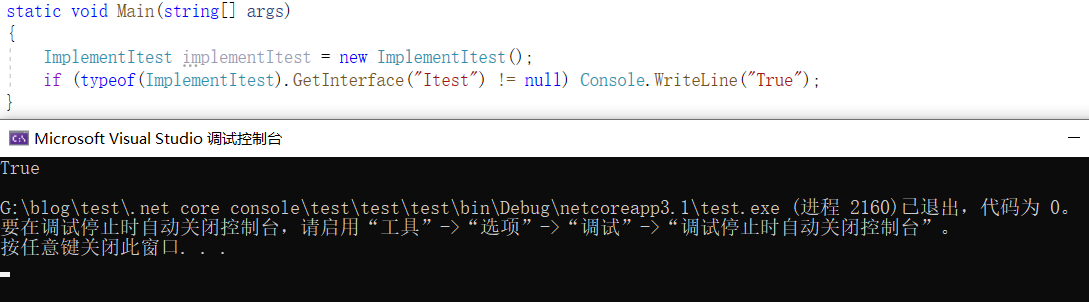 static void Main(string[] args)
{
ImplementItest implementItest = new ImplementItest();
if (typeof(ImplementItest).GetInterface("Itest") != null) Console.WriteLine("True");
}
C:\ Microsoft Visual Studio 调试控制台
True
G:\blog\test\.net core console\test\test\test\bin\Debug\netcoreapp3.1\test.exe (进程 2160)已退出，代码为 0。
要在调试停止时自动关闭控制台，请启用“工具”->“选项”->“调试”->“调试停止时自动关闭控制台”。
按任意键关闭此窗口. . .